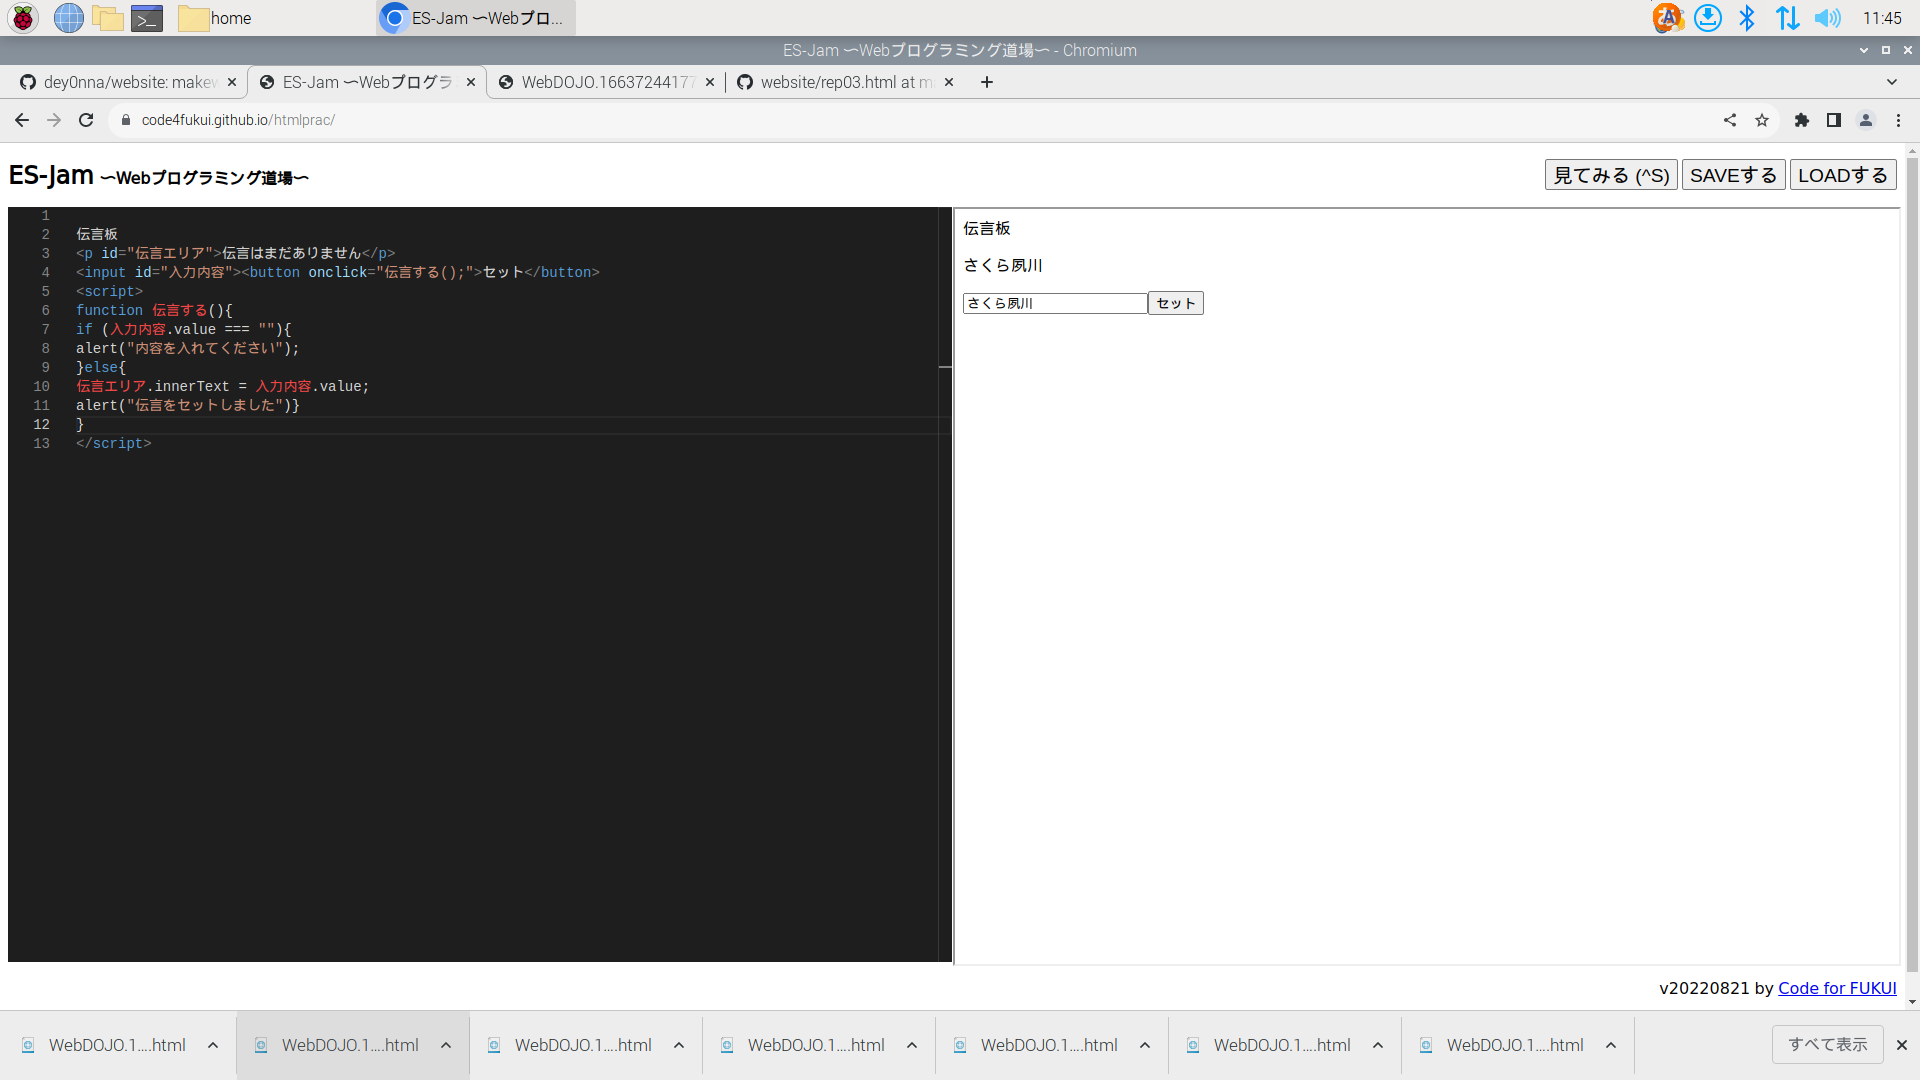 home
ES-Jam 〜Webプロ...
11:45
ES-Jam 〜Webプログラミング道場〜 - Chromium
dey0nna/website: makew
ES-Jam 〜Webプログラ
WebDOJO.16637244177
website/rep03.html at m
code4fukui.github.io/htmlprac/
ES-Jam 〜Webプログラミング道場〜
見てみる (^S)
SAVEする
LOADする
1
2 伝言板
3 <p id="伝言エリア">伝言はまだありません</p>
4 <input id="入力内容"><button onclick="伝言する();">セット</button>
5 <script>
6 function 伝言する(){
7 if (入力内容.value === ""){
8 alert("内容を入れてください");
9 }else{
10 伝言エリア.innerText = 入力内容.value;
11 alert("伝言をセットしました")}
12 }
13 </script>
伝言板
さくら夙川
さくら夙川 セット
v20220821 by Code for FUKUI
WebDOJO.1....html
WebDOJO.1....html
WebDOJO.1....html
WebDOJO.1....html
WebDOJO.1....html
WebDOJO.1....html
WebDOJO.1....html
すべて表示